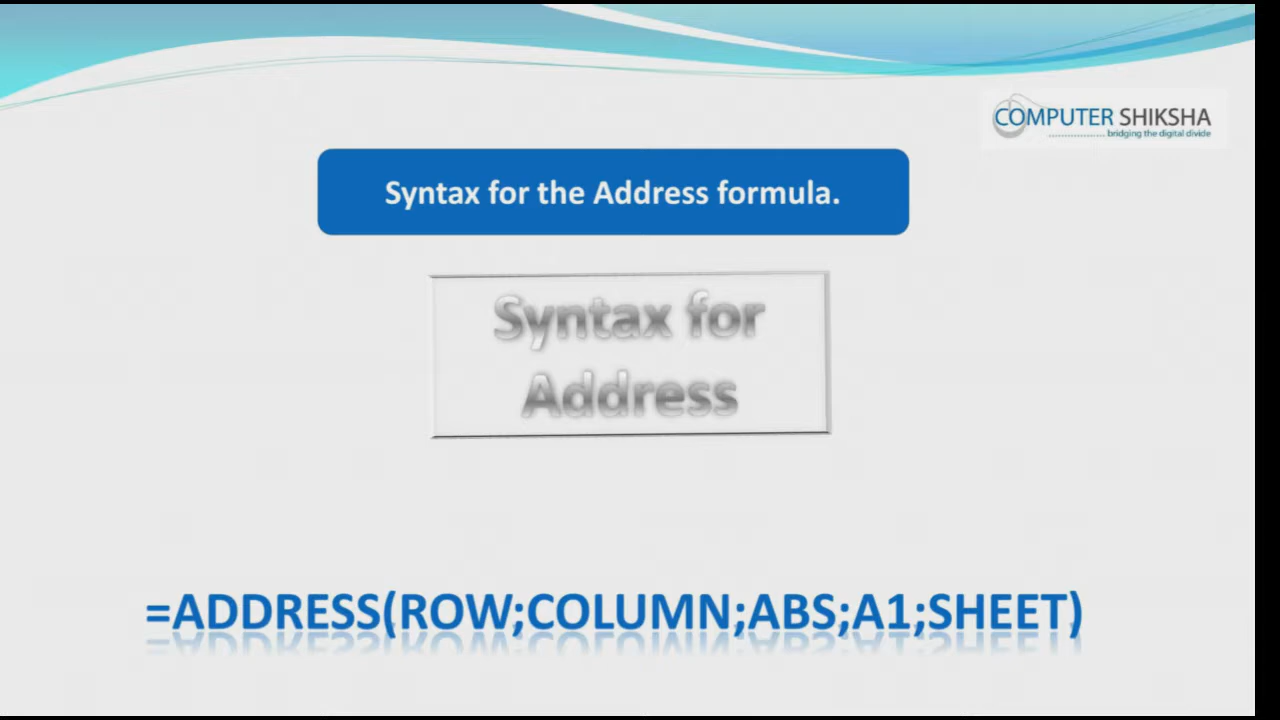 COMPUTER SHIKSHA
bridging the digital divide
Syntax for the Address formula.
Syntax for
Address
=ADDRESS(ROW;COLUMN;ABS;A1;SHEET)